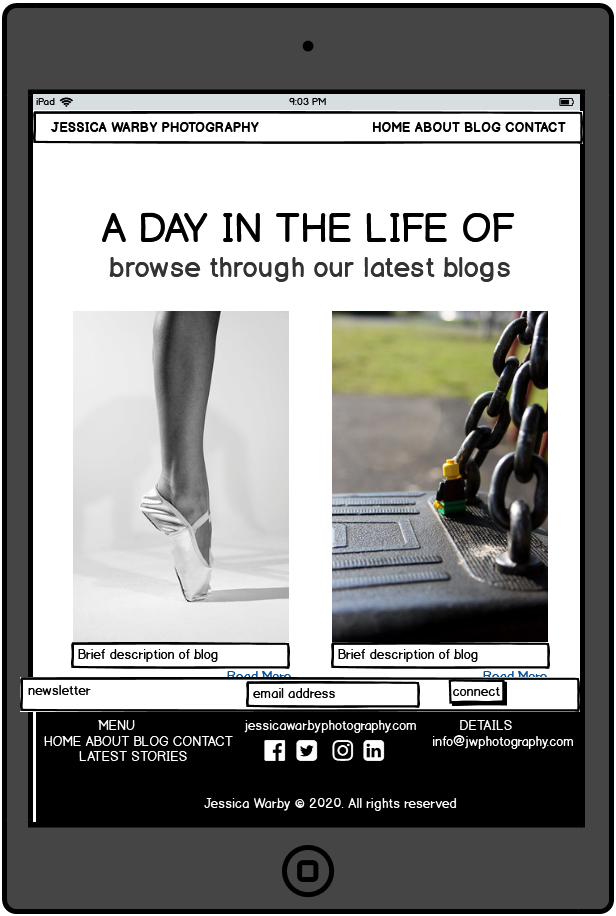 iPad 9:03 PM
JESSICA WARBY PHOTOGRAPHY HOME ABOUT BLOG CONTACT
A DAY IN THE LIFE OF
browse through our latest blogs
Brief description of blog Brief description of blog
Read More Read More
newsletter email address connect
MENU jessicawarbyphotography.com DETAILS
HOME ABOUT BLOG CONTACT info@jwphotography.com
LATEST STORIES
Jessica Warby © 2020. All rights reserved